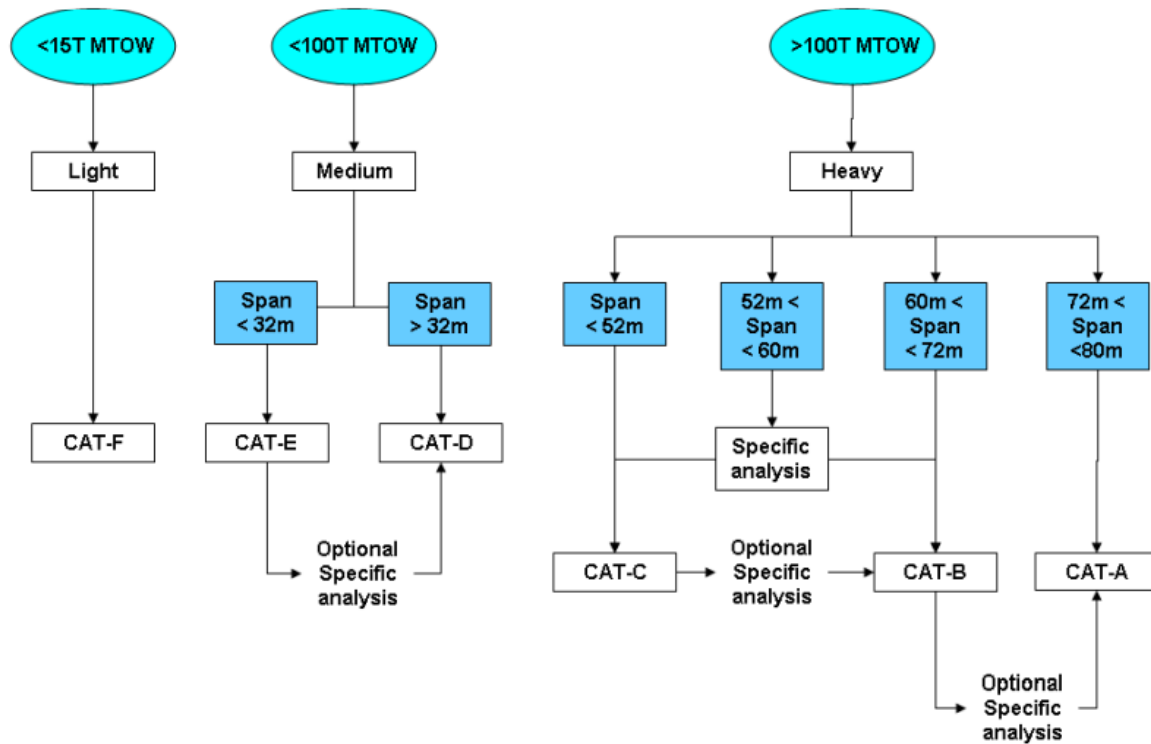 <15T MTOW
<100T MTOW
>100T MTOW
Light
Medium
Heavy
Span
< 32m
Span
> 32m
Span
< 52m
52m <
Span
< 60m
60m <
Span
< 72m
72m <
Span
<80m
CAT-F
CAT-E
CAT-D
Specific
analysis
Optional
Specific
analysis
CAT-C
Optional
Specific
analysis
CAT-B
CAT-A
Optional
Specific
analysis